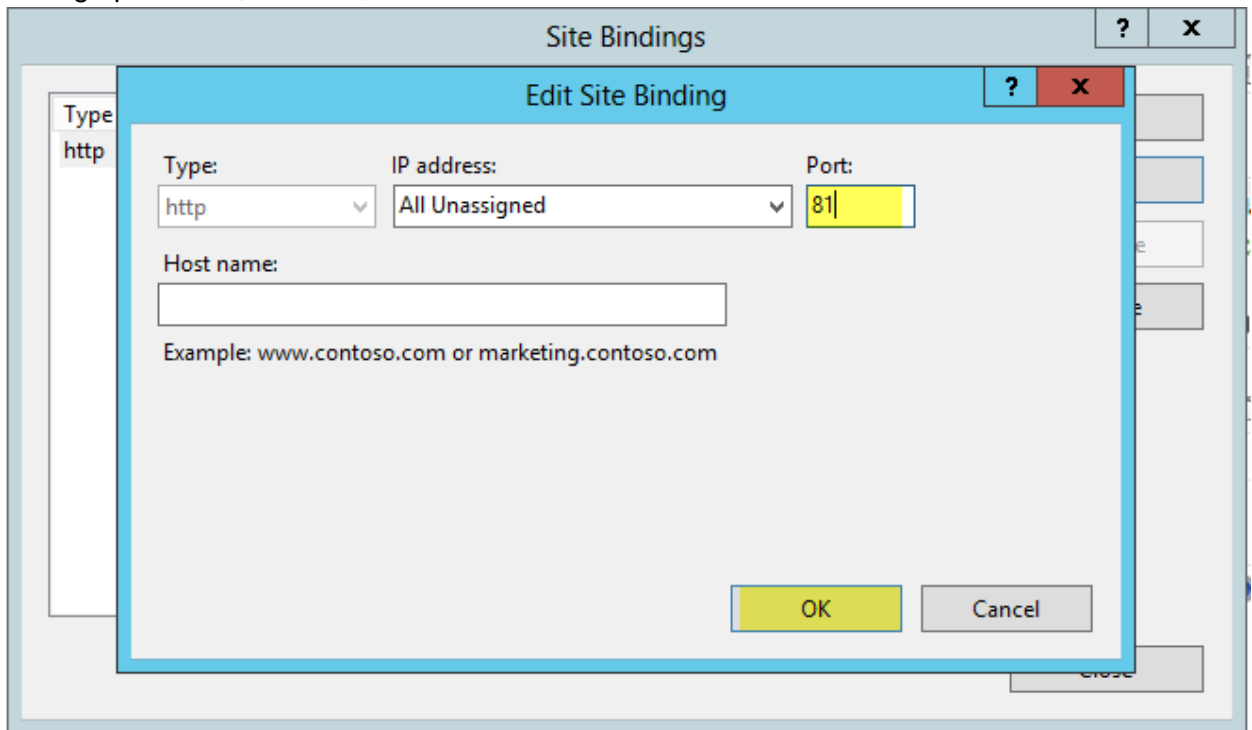 Site Bindings
? x
Edit Site Binding
? x
Type
http
Type:
IP address:
Port:
http
All Unassigned
81
e
Host name:
e
Example: www.contoso.com or marketing.contoso.com
OK
Cancel
Close